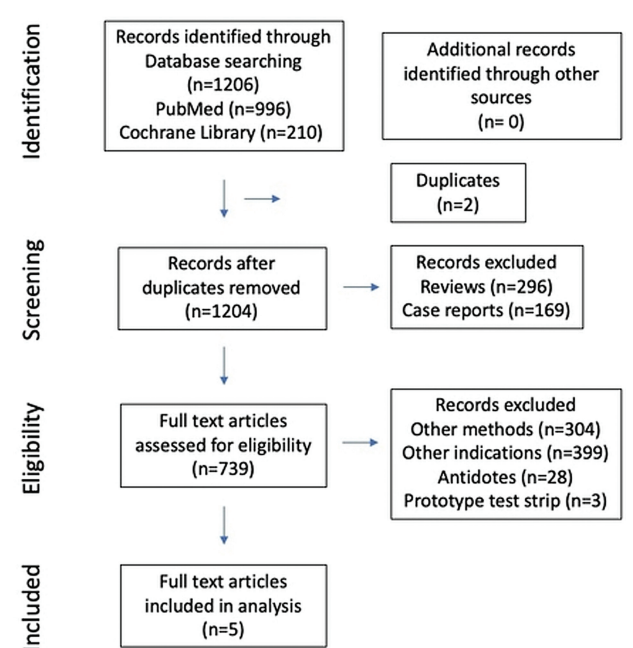 Identification
Records identified through
Database searching
(n=1206)
PubMed (n=996)
Cochrane Library (n=210)
Additional records
identified through other
sources
(n= 0)
Duplicates
(n=2)
Screening
Records after
duplicates removed
(n=1204)
Records excluded
Reviews (n=296)
Case reports (n=169)
Eligibility
Full text articles
assessed for eligibility
(n=739)
Records excluded
Other methods (n=304)
Other indications (n=399)
Antidotes (n=28)
Prototype test strip (n=3)
Included
Full text articles
included in analysis
(n=5)